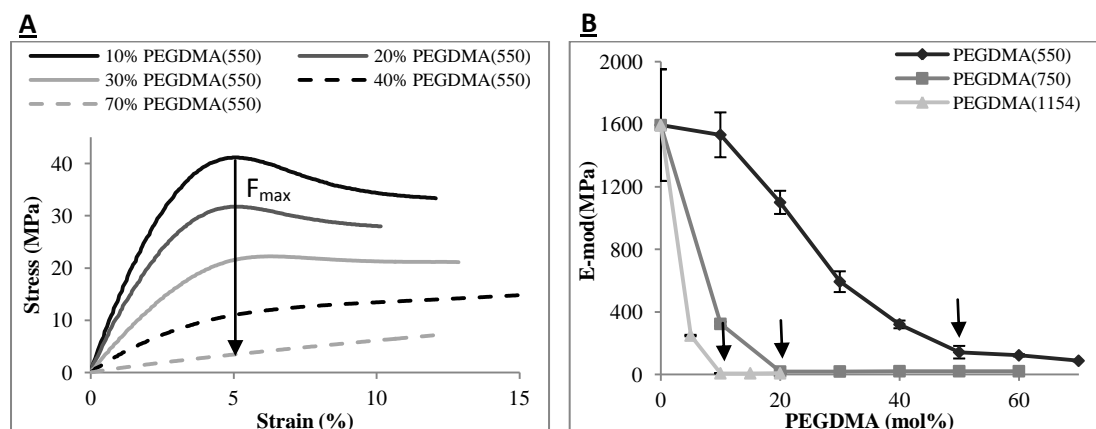 A
10% PEGDMA(550) 20% PEGDMA(550)
30% PEGDMA(550) 40% PEGDMA(550)
70% PEGDMA(550)
Stress (MPa)
40
30
20
10
0
Fmax
0 5 10 15
Strain (%)
B
PEGDMA(550)
PEGDMA(750)
PEGDMA(1154)
E-mod(MPa)
2000
1600
1200
800
400
0
0 20 40 60
PEGDMA (mol%)